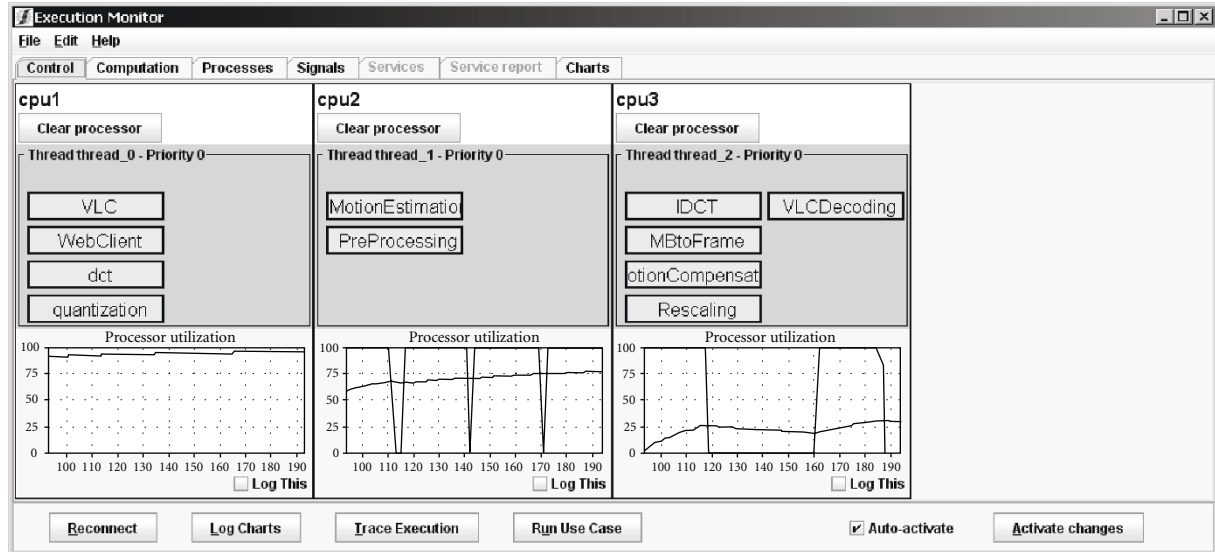 Execution Monitor
File Edit Help
Control Computation Processes Signals Services Service report Charts
cpu1
Clear processor
Thread thread_0 - Priority 0
VLC
WebClient
dct
quantization
Processor utilization
100
75
50
25
0
100 110 120 130 140 150 160 170 180 190
Log This
cpu2
Clear processor
Thread thread_1 - Priority 0
MotionEstimatio
PreProcessing
Processor utilization
100
75
50
25
0
100 110 120 130 140 150 160 170 180 190
Log This
cpu3
Clear processor
Thread thread_2 - Priority 0
IDCT VLCDecoding
MBtoFrame
otionCompensat
Rescaling
Processor utilization
100
75
50
25
0
100 110 120 130 140 150 160 170 180 190
Log This
Reconnect Log Charts Trace Execution Run Use Case Auto-activate Activate changes